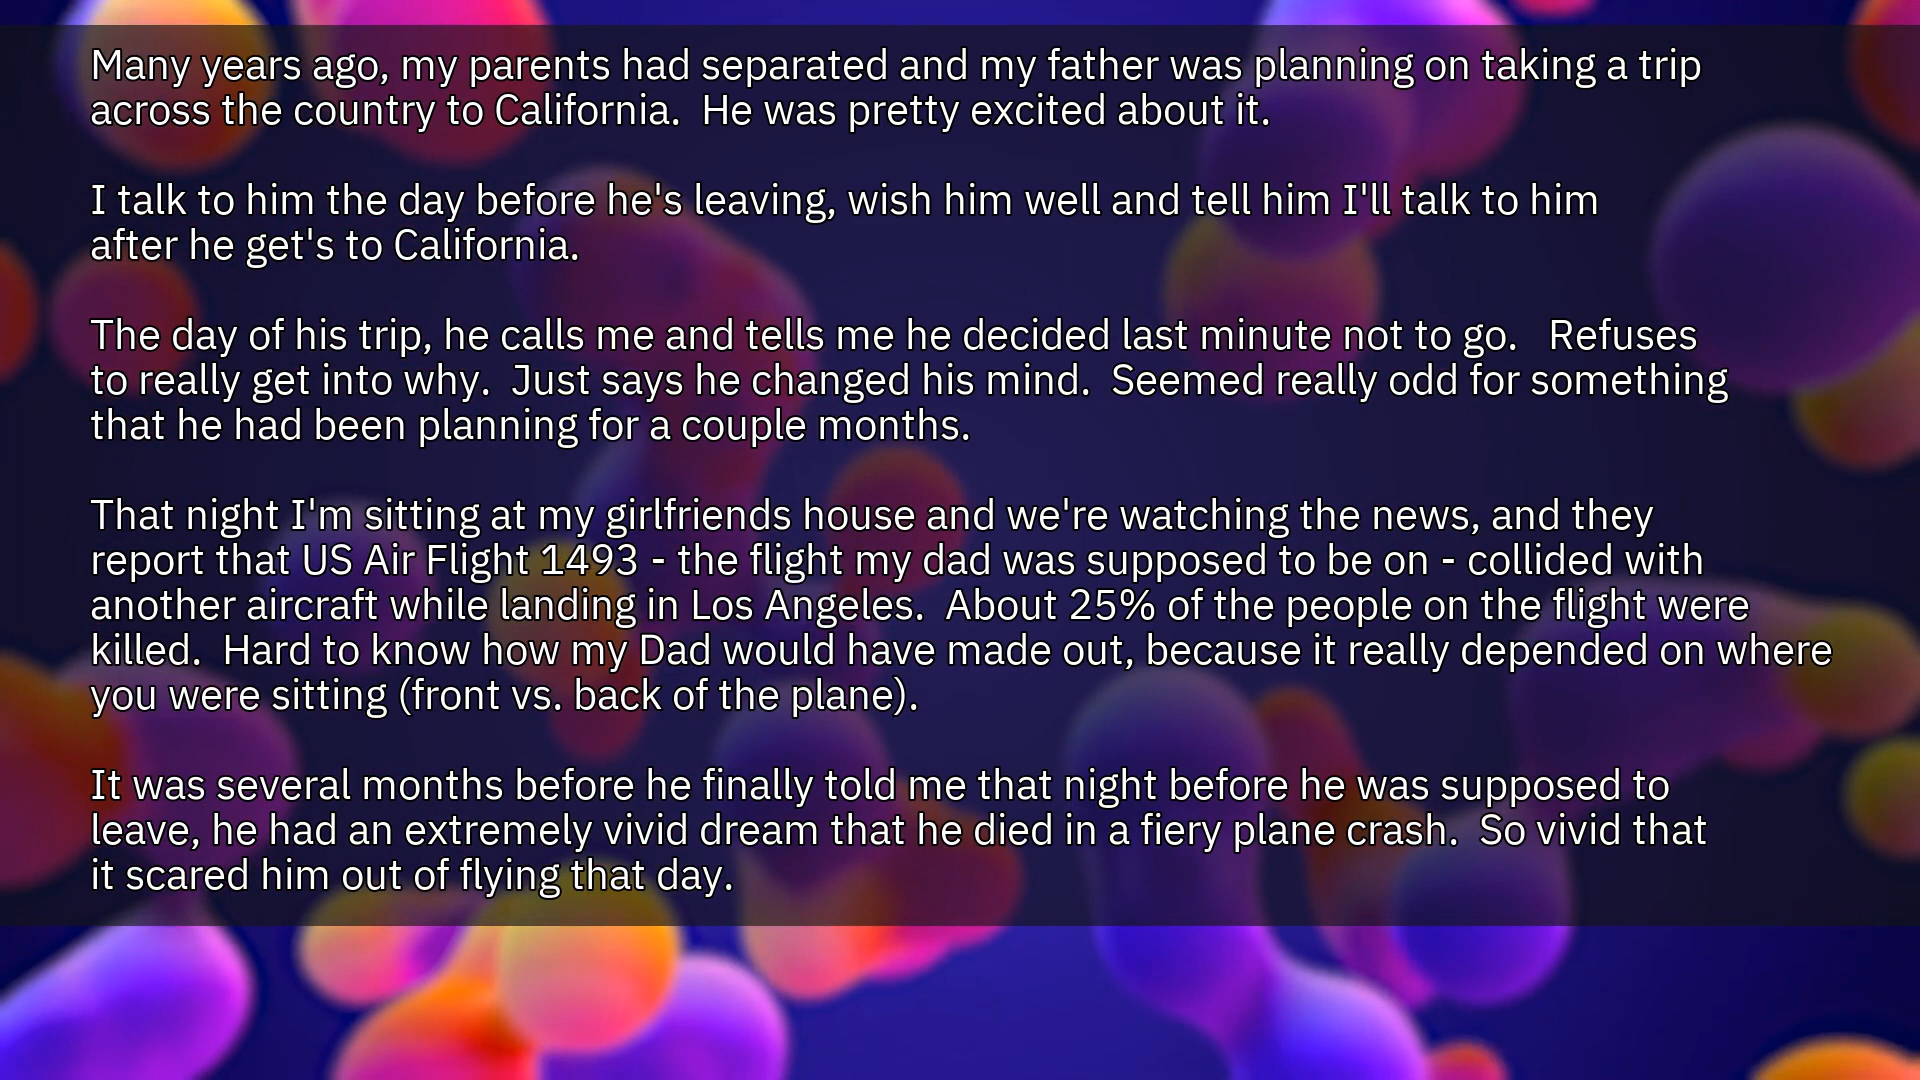 Many years ago, my parents had separated and my father was planning on taking a trip
across the country to California.  He was pretty excited about it.
I talk to him the day before he's leaving, wish him well and tell him I'll talk to him
after he get's to California.
The day of his trip, he calls me and tells me he decided last minute not to go.   Refuses
to really get into why.  Just says he changed his mind.  Seemed really odd for something
that he had been planning for a couple months.
That night I'm sitting at my girlfriends house and we're watching the news, and they
report that US Air Flight 1493 - the flight my dad was supposed to be on - collided with
another aircraft while landing in Los Angeles.  About 25% of the people on the flight were
killed.  Hard to know how my Dad would have made out, because it really depended on where
you were sitting (front vs. back of the plane).
It was several months before he finally told me that night before he was supposed to
leave, he had an extremely vivid dream that he died in a fiery plane crash.  So vivid that
it scared him out of flying that day.